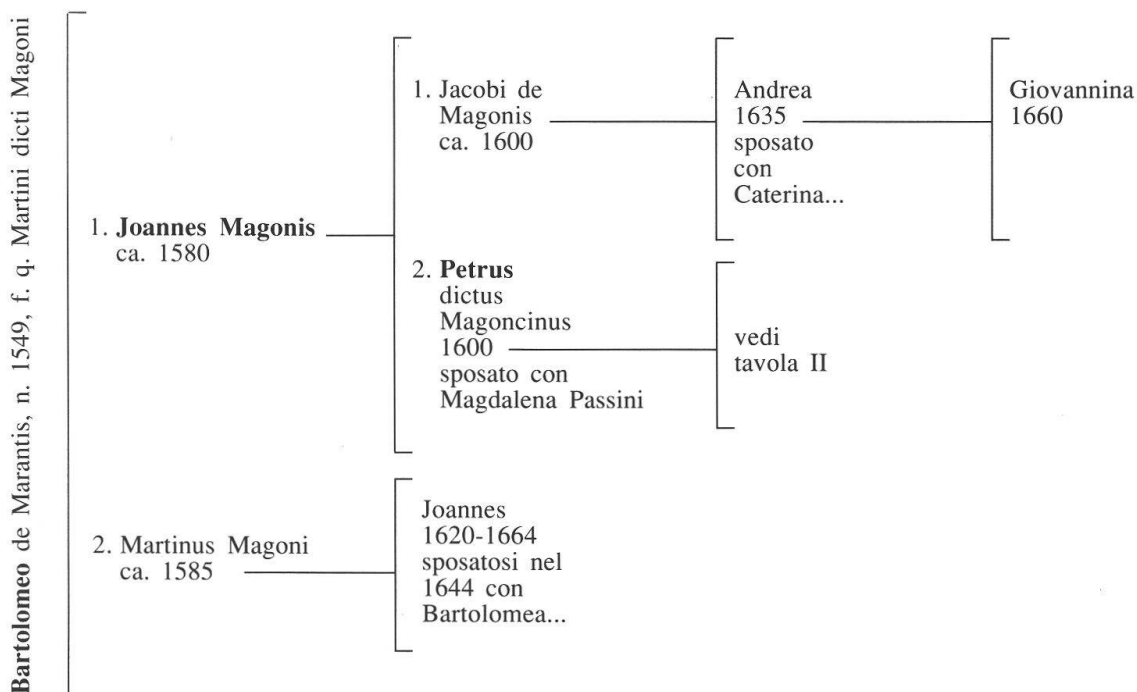 Bartolomeo de Marantis, n. 1549, f. q. Martini dicti Magoni
1. Joannes Magonis
ca. 1580
1. Jacobi de
Magonis
ca. 1600
Andrea
1635
sposato
con
Caterina...
Giovannina
1660
2. Petrus
dictus
Magoncinus
1600
sposato con
Magdalena Passini
vedi
tavola II
2. Martinus Magoni
ca. 1585
Joannes
1620-1664
sposatosi nel
1644 con
Bartolomea...